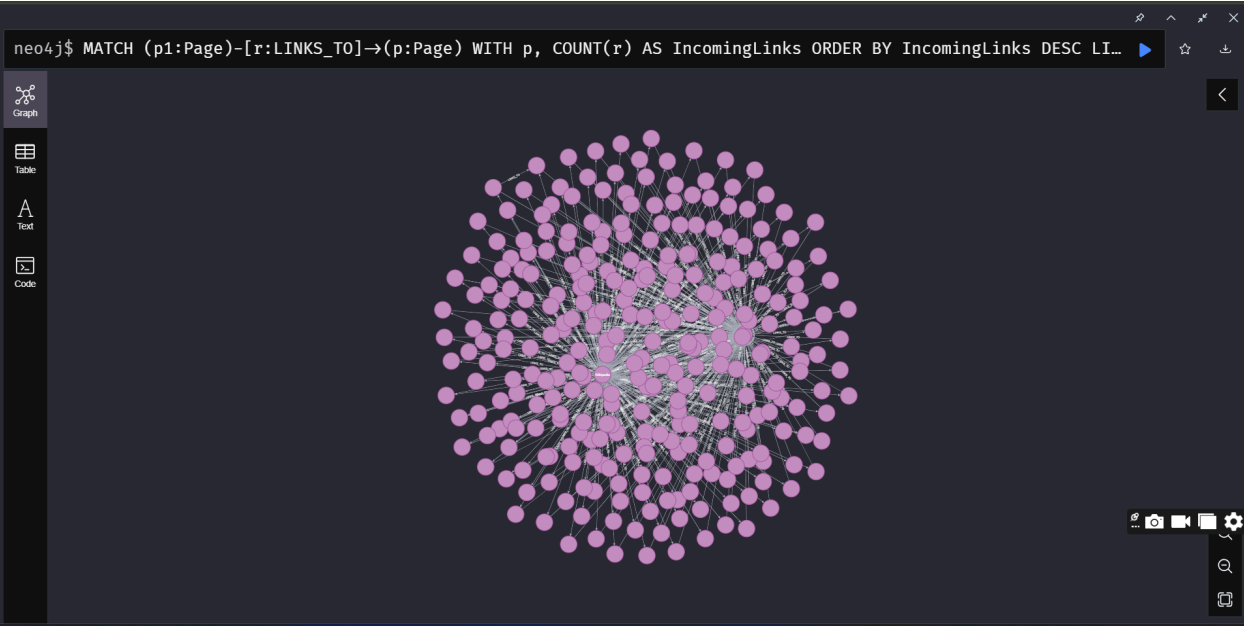 neo4j$ MATCH (p1:Page)-[r:LINKS_TO]->(p:Page) WITH p, COUNT(r) AS IncomingLinks ORDER BY IncomingLinks DESC LI…
Graph
Table
Text
Code